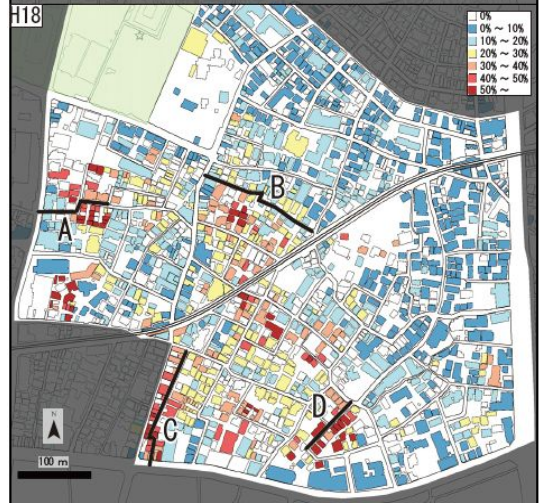 H18
0%
0% ～ 10%
10% ～ 20%
20% ～ 30%
30% ～ 40%
40% ～ 50%
50% ～
B
A
D
C
N
100 m